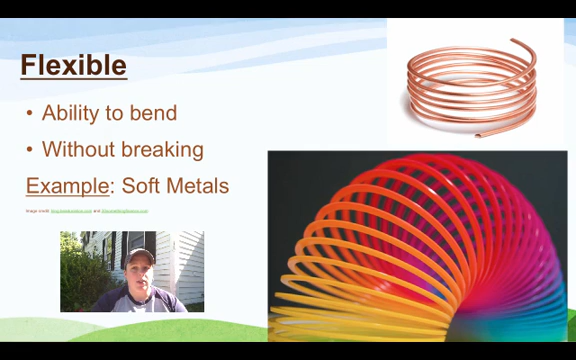 Flexible
• Ability to bend
• Without breaking
Example: Soft Metals